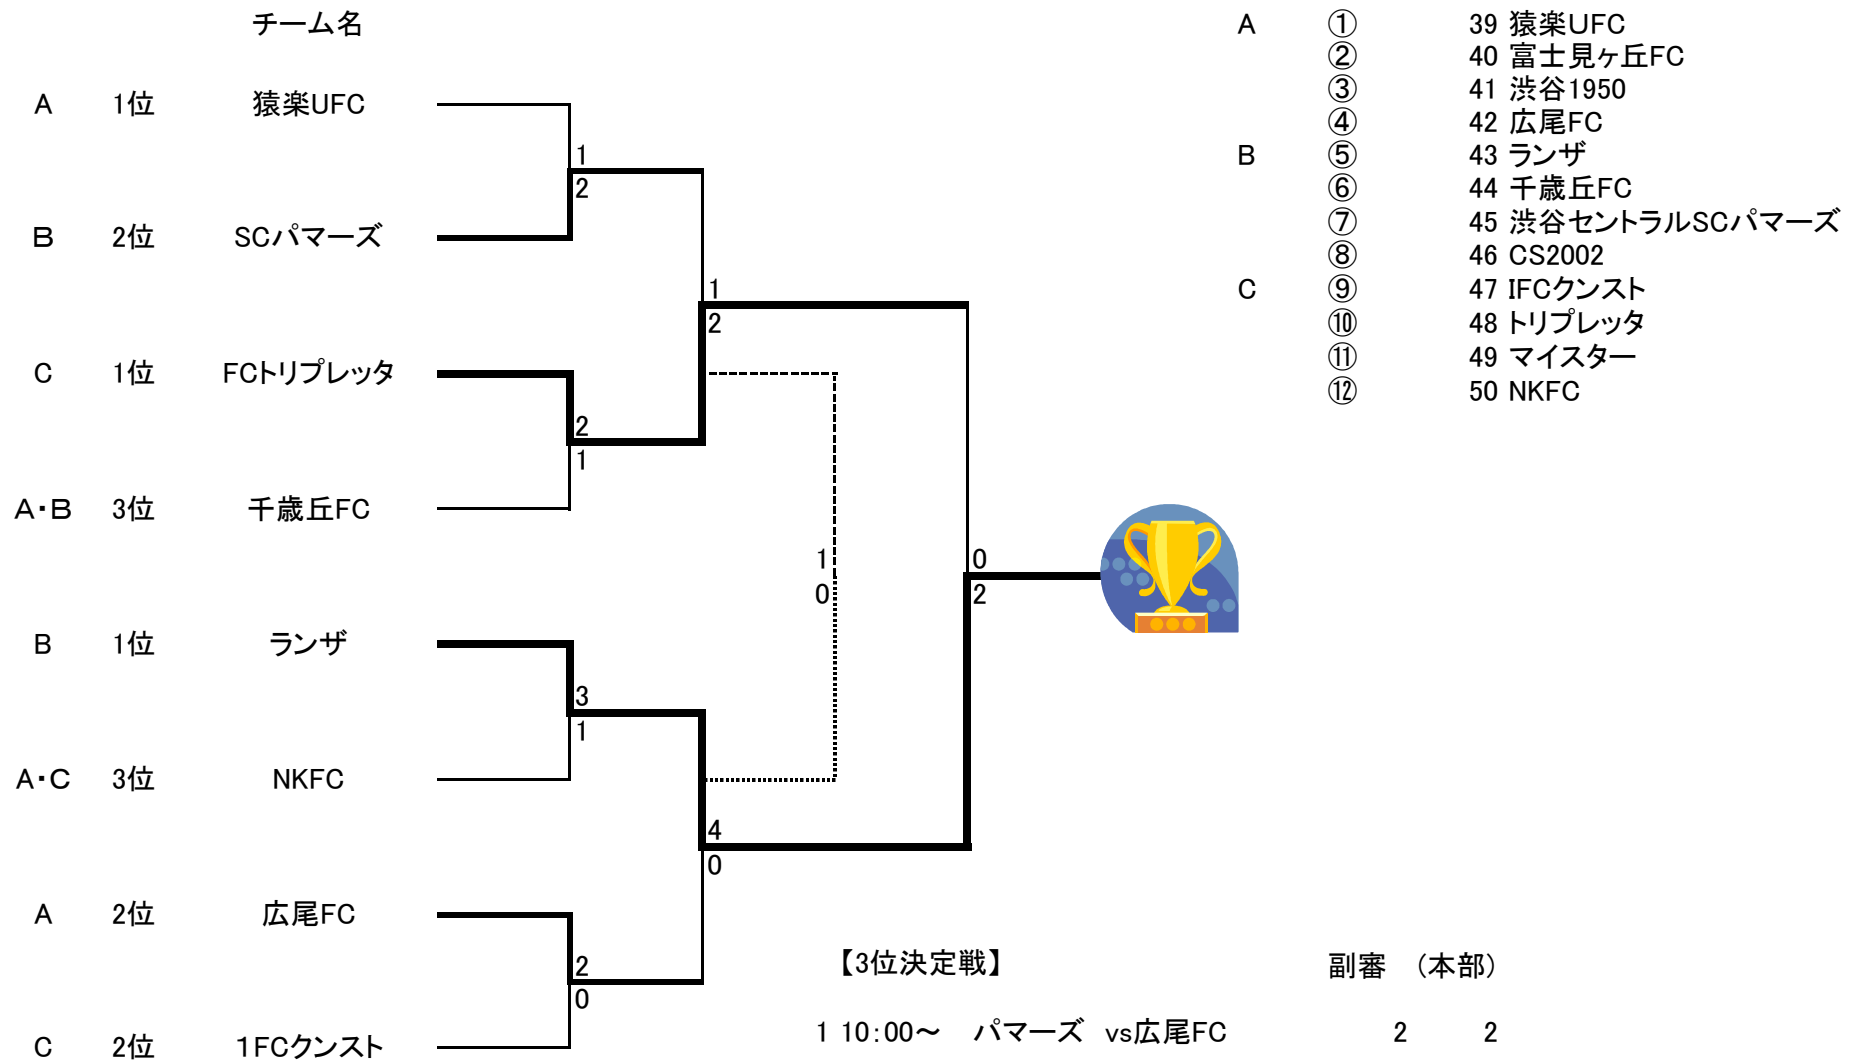 チーム名
A 1位 猿楽UFC
B 2位 SCパマーズ
C 1位 FCトリプレッタ
A・B 3位 千歳丘FC
B 1位 ランザ
A・C 3位 NKFC
A 2位 広尾FC
C 2位 1FCクンスト
1
2
2
1
3
1
2
0
1
2
4
0
1
0
0
2
A ① 39 猿楽UFC
② 40 富士見ヶ丘FC
③ 41 渋谷1950
④ 42 広尾FC
B ⑤ 43 ランザ
⑥ 44 千歳丘FC
⑦ 45 渋谷セントラルSCパマーズ
⑧ 46 CS2002
C ⑨ 47 IFCクンスト
⑩ 48 トリプレッタ
⑪ 49 マイスター
⑫ 50 NKFC
【3位決定戦】 副審 (本部)
1 10:00～ パマーズ vs広尾FC 2 2